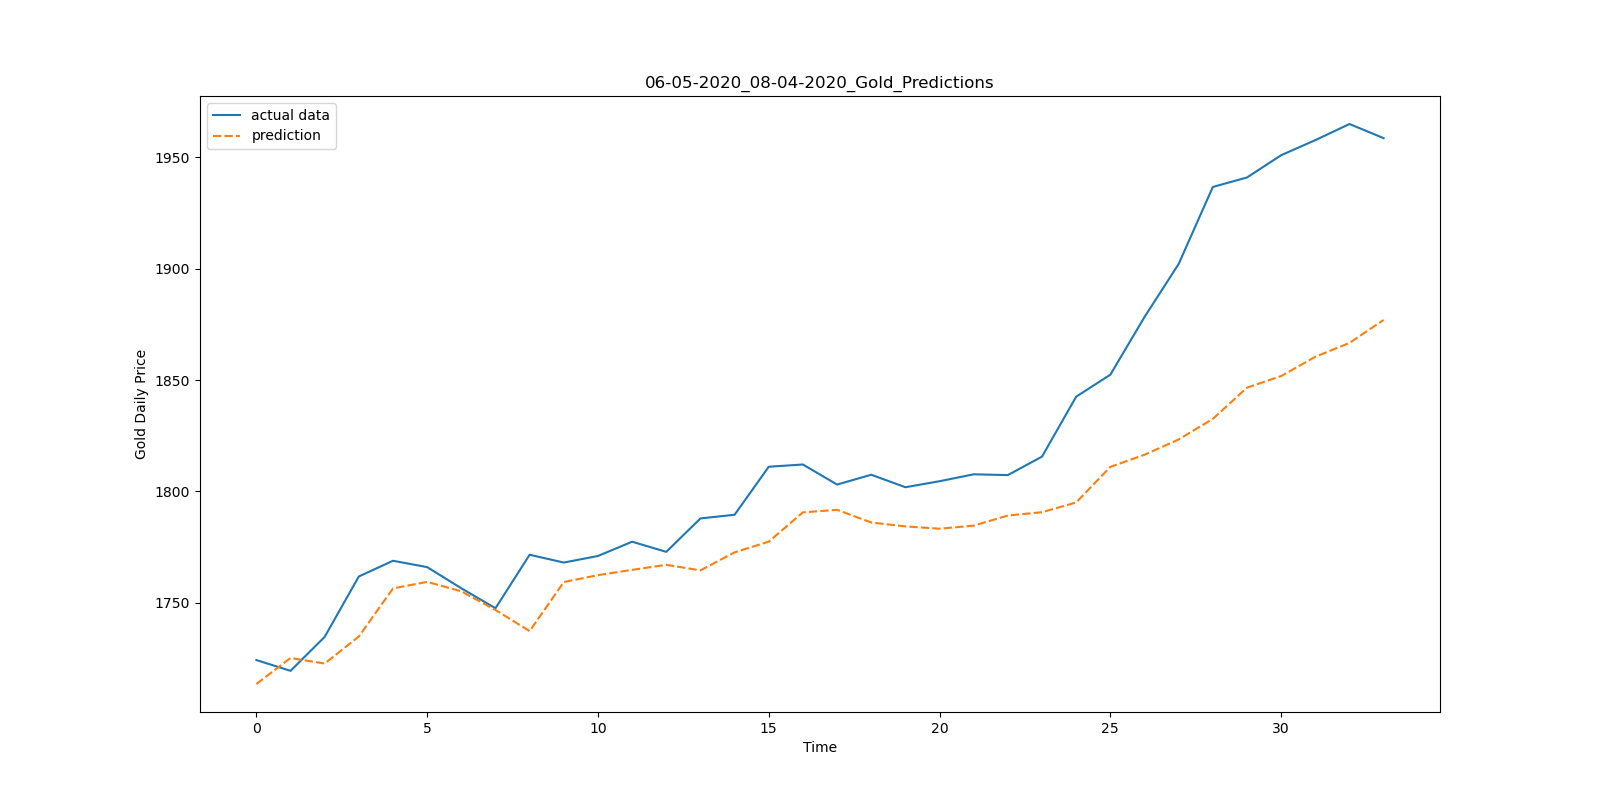 06-05-2020_08-04-2020_Gold_Predictions
actual data
prediction
1950
1900
1850
1800
1750
Gold Daily Price
0 5 10 15 20 25 30
Time